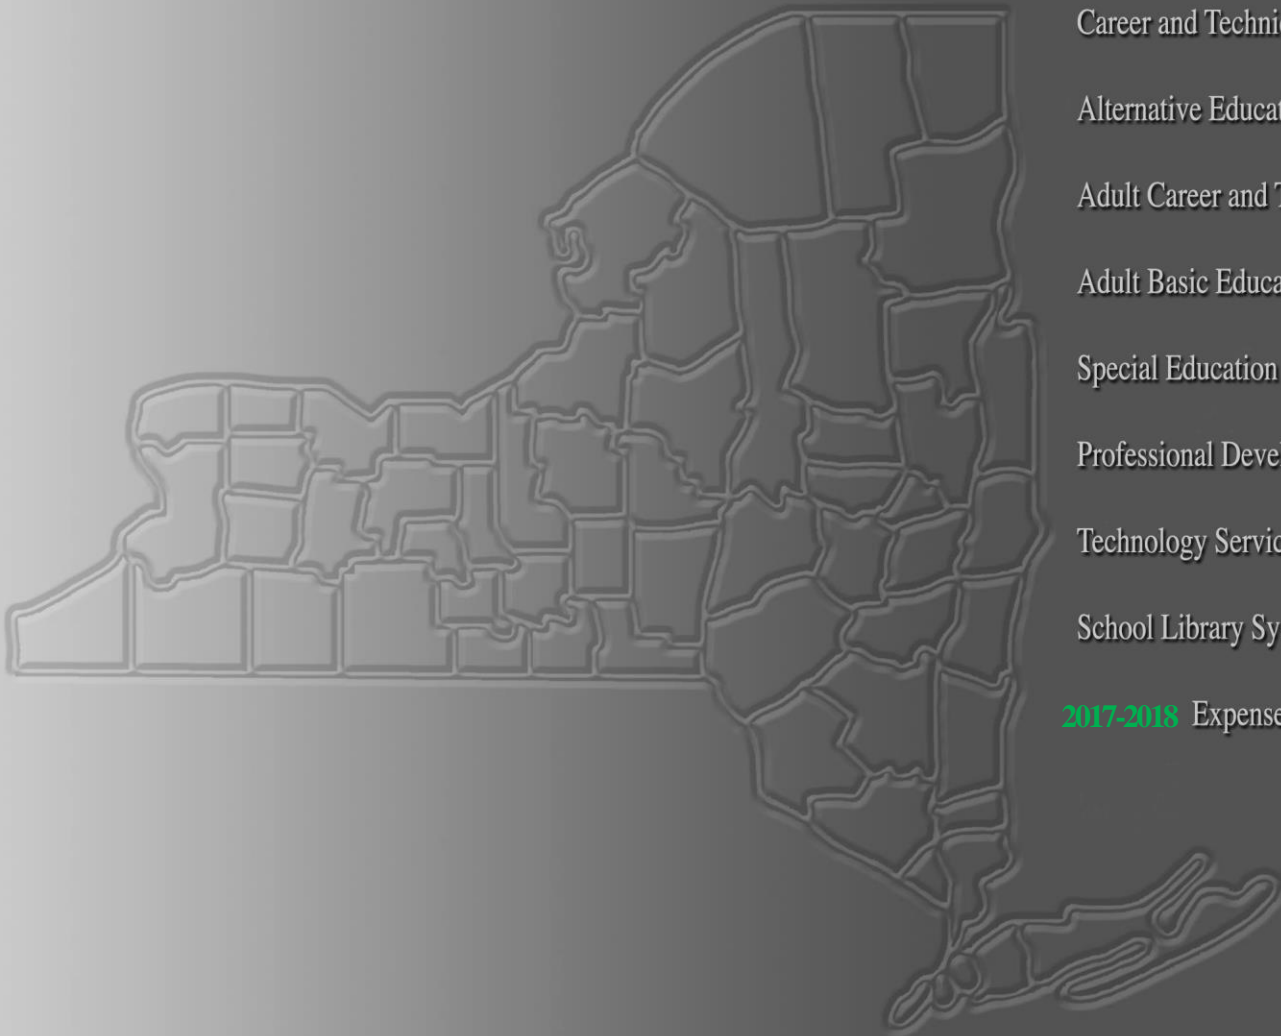 Career and Techni
Alternative Educat
Adult Career and T
Adult Basic Educa
Special Education
Professional Deve
Technology Servic
School Library Sy
2017-2018 Expense